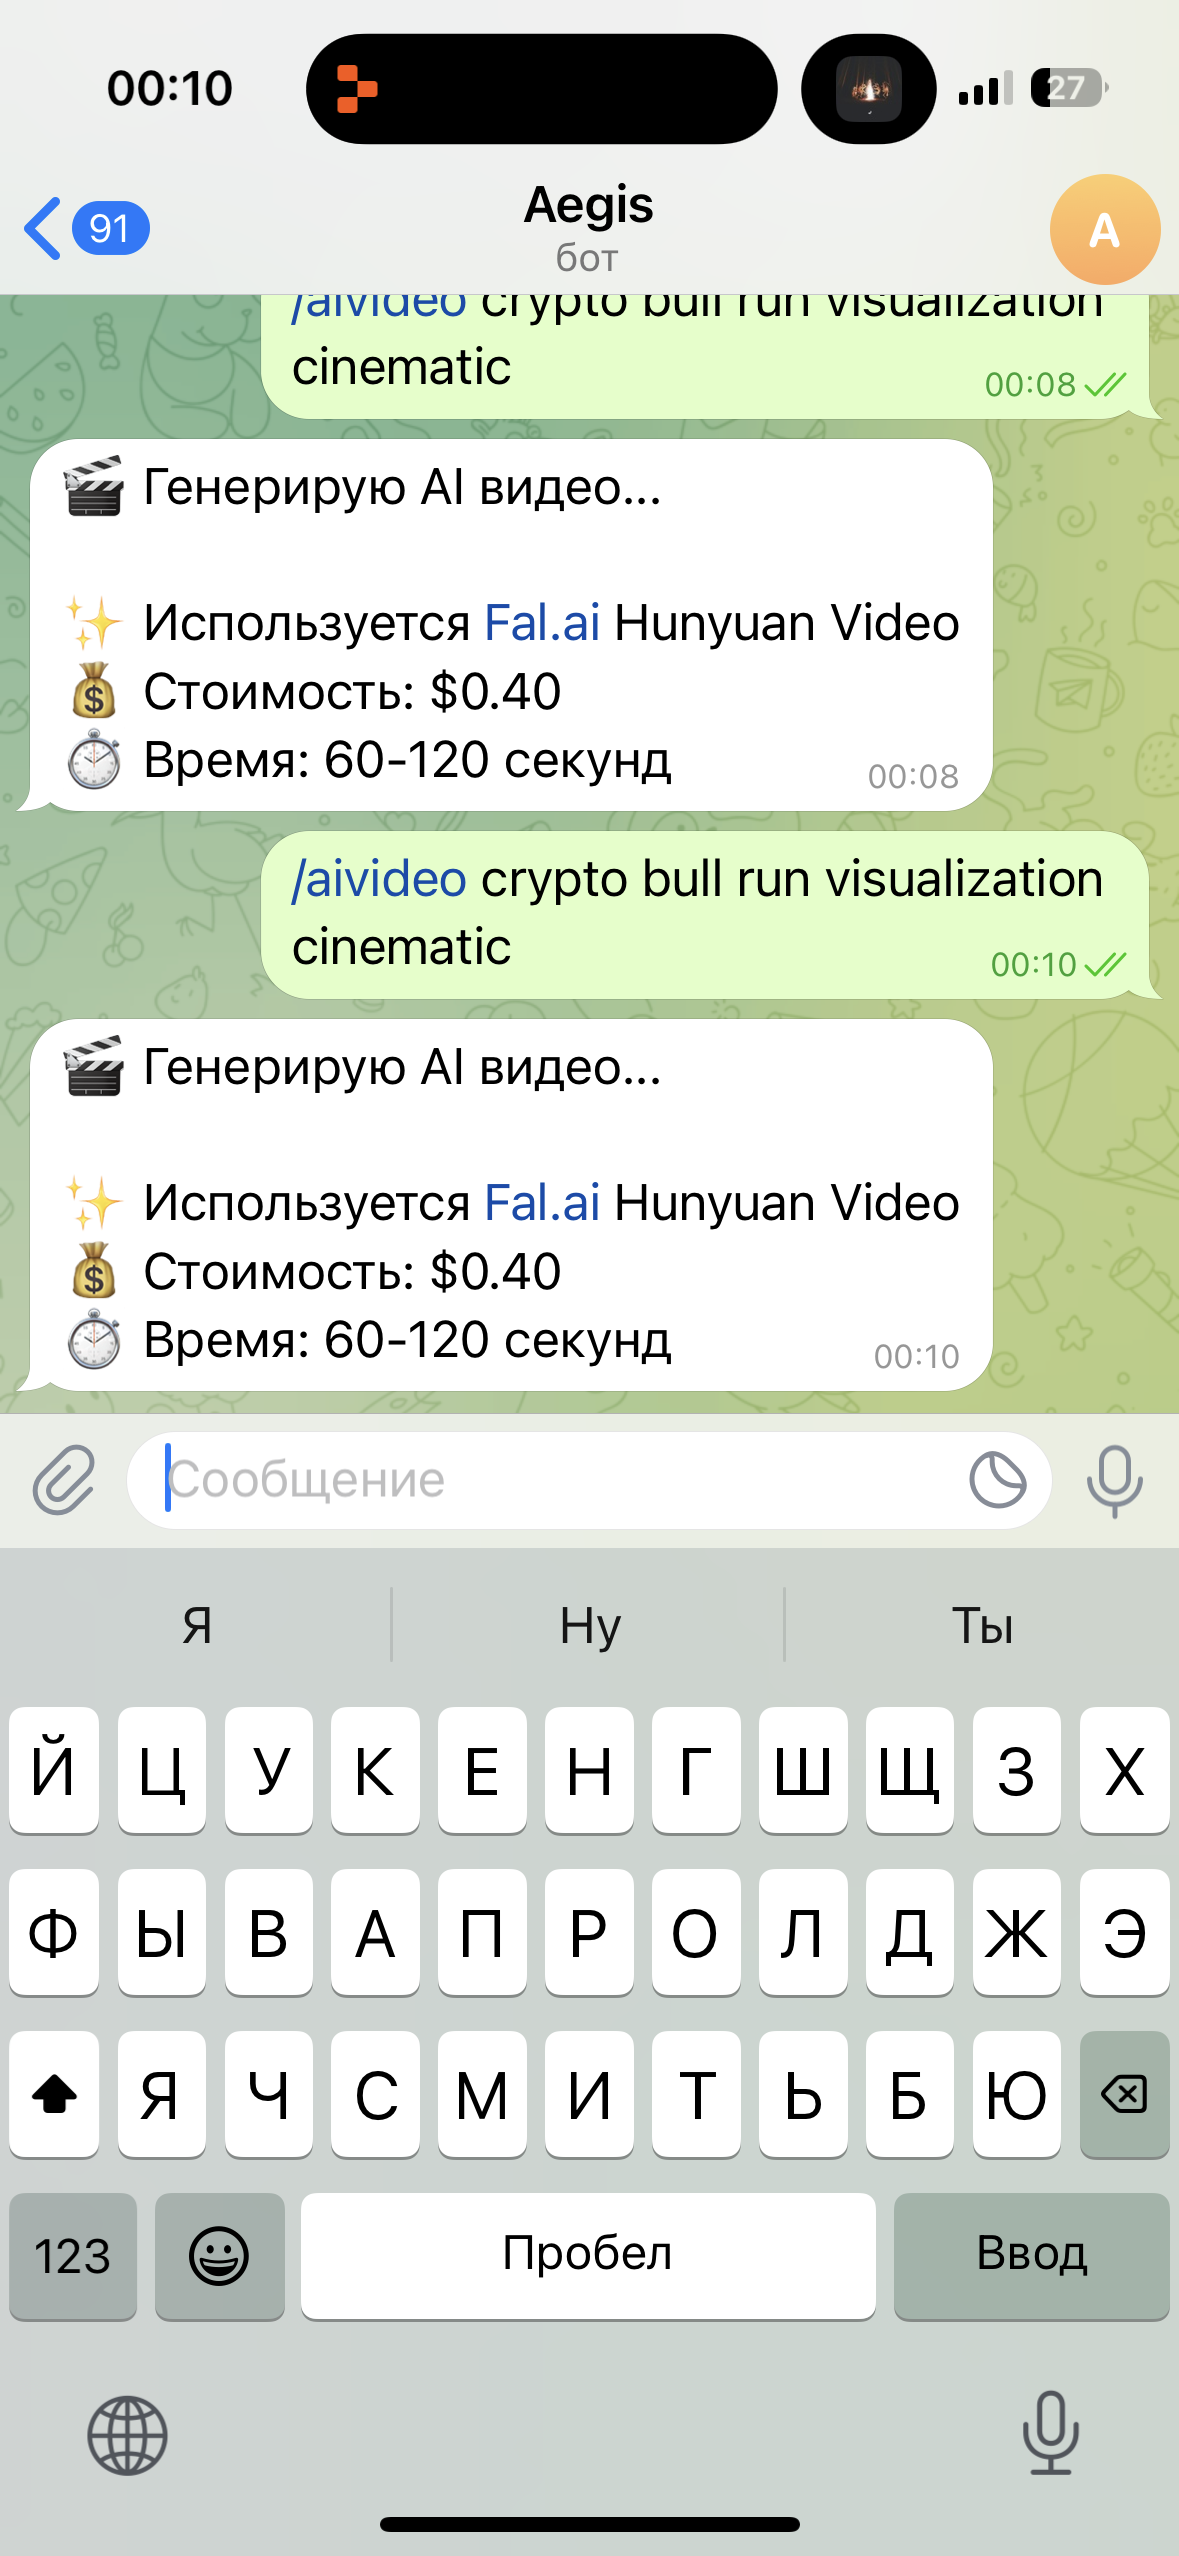 00:10
27
91
Aegis
бот
A
/aivideo crypto bull run visualization
cinematic
00:08
🎬 Генерирую AI видео...
✨ Используется Fal.ai Hunyuan Video
💰 Стоимость: $0.40
⏱ Время: 60-120 секунд
00:08
/aivideo crypto bull run visualization
cinematic
00:10
🎬 Генерирую AI видео...
✨ Используется Fal.ai Hunyuan Video
💰 Стоимость: $0.40
⏱ Время: 60-120 секунд
00:10
Сообщение
Я Ну Ты
Й Ц У К Е Н Г Ш Щ З Х
Ф Ы В А П Р О Л Д Ж Э
Я Ч С М И Т Ь Б Ю
123 Пробел Ввод